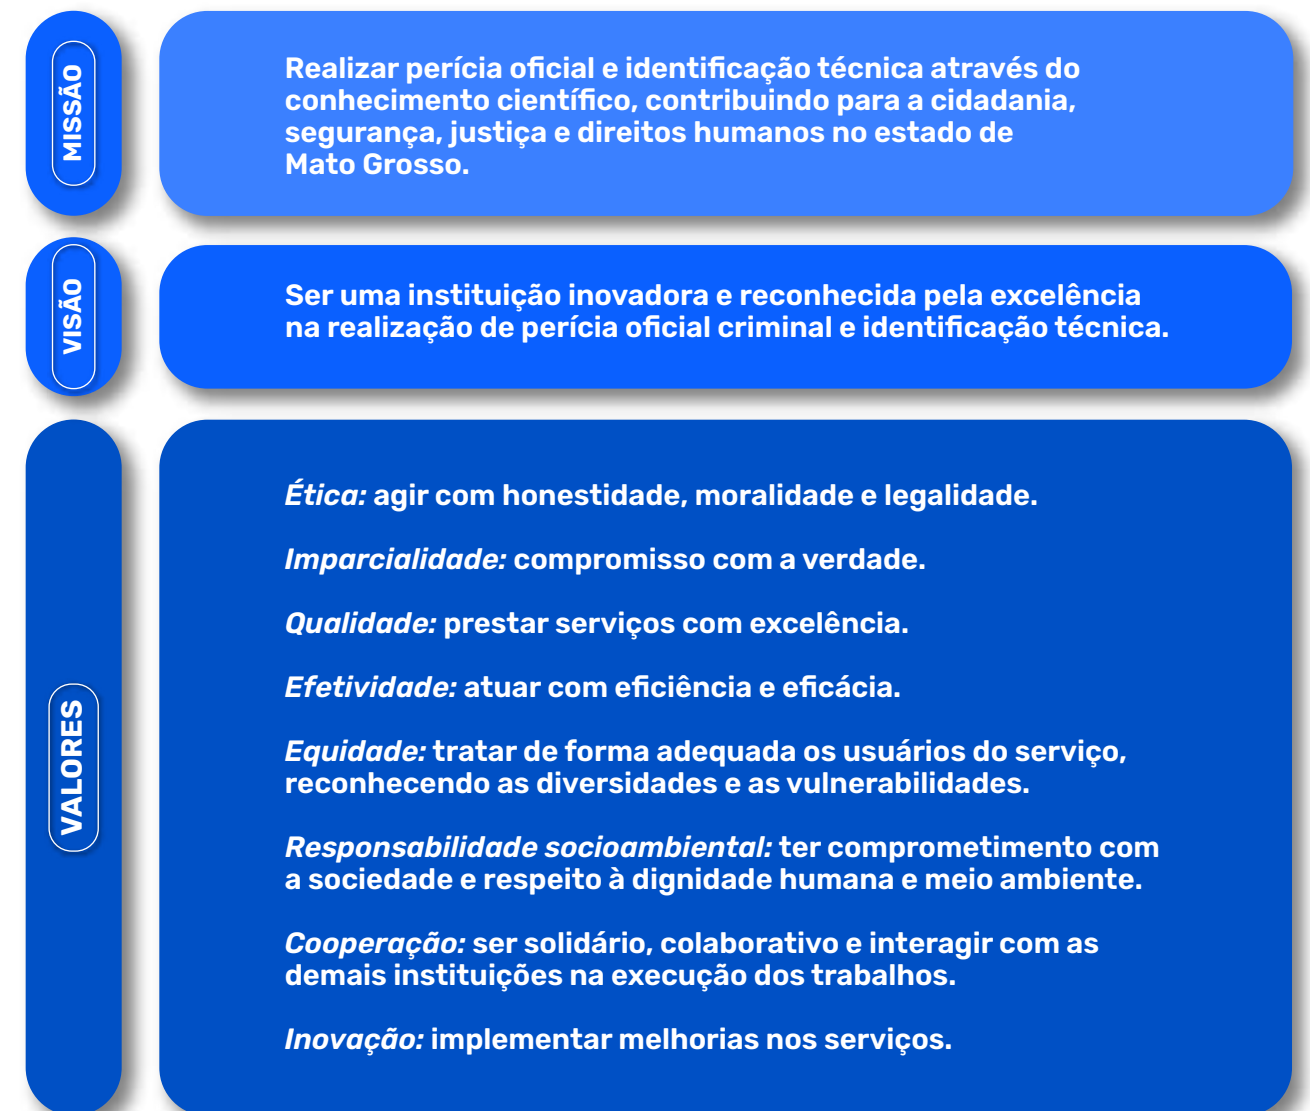 MISSÃO
Realizar perícia oficial e identificação técnica através do
conhecimento científico, contribuindo para a cidadania,
segurança, justiça e direitos humanos no estado de
Mato Grosso.
VISÃO
Ser uma instituição inovadora e reconhecida pela excelência
na realização de perícia oficial criminal e identificação técnica.
VALORES
Ética: agir com honestidade, moralidade e legalidade.
Imparcialidade: compromisso com a verdade.
Qualidade: prestar serviços com excelência.
Efetividade: atuar com eficiência e eficácia.
Equidade: tratar de forma adequada os usuários do serviço,
reconhecendo as diversidades e as vulnerabilidades.
Responsabilidade socioambiental: ter comprometimento com
a sociedade e respeito à dignidade humana e meio ambiente.
Cooperação: ser solidário, colaborativo e interagir com as
demais instituições na execução dos trabalhos.
Inovação: implementar melhorias nos serviços.